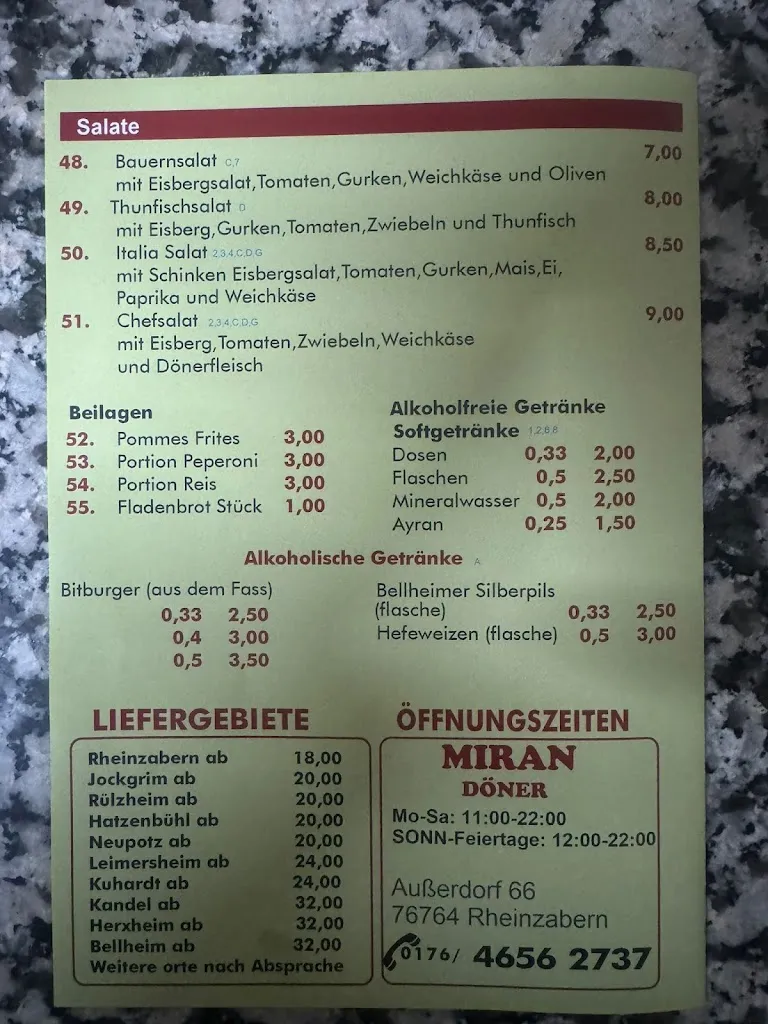 Salate
48. Bauernsalat C,7 7,00
mit Eisbergsalat,Tomaten,Gurken,Weichkäse und Oliven
49. Thunfischsalat D 8,00
mit Eisberg,Gurken,Tomaten,Zwiebeln und Thunfisch
50. Italia Salat 2,3,4,C,D,G 8,50
mit Schinken Eisbergsalat,Tomaten,Gurken,Mais,Ei,
Paprika und Weichkäse
51. Chefsalat 2,3,4,C,D,G 9,00
mit Eisberg,Tomaten,Zwiebeln,Weichkäse
und Dönerfleisch
Beilagen
52. Pommes Frites 3,00
53. Portion Peperoni 3,00
54. Portion Reis 3,00
55. Fladenbrot Stück 1,00
Alkoholfreie Getränke
Softgetränke 1,2,6,8
Dosen 0,33 2,00
Flaschen 0,5 2,50
Mineralwasser 0,5 2,00
Ayran 0,25 1,50
Alkoholische Getränke A
Bitburger (aus dem Fass)
0,33 2,50
0,4 3,00
0,5 3,50
Bellheimer Silberpils
(flasche) 0,33 2,50
Hefeweizen (flasche) 0,5 3,00
LIEFERGEBIETE
Rheinzabern ab 18,00
Jockgrim ab 20,00
Rülzheim ab 20,00
Hatzenbühl ab 20,00
Neupotz ab 20,00
Leimersheim ab 24,00
Kuhardt ab 24,00
Kandel ab 32,00
Herxheim ab 32,00
Bellheim ab 32,00
Weitere orte nach Absprache
ÖFFNUNGSZEITEN
MIRAN
DÖNER
Mo-Sa: 11:00-22:00
SONN-Feiertage: 12:00-22:00
Außerdorf 66
76764 Rheinzabern
0176/ 4656 2737